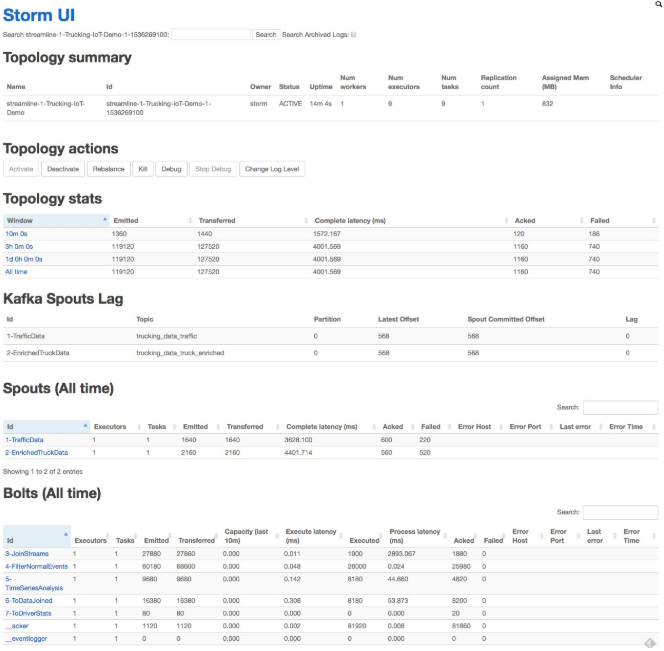 Storm UI
Search streamline-1-Trucking-IoT-Demo-1-1536269100: Search Search Archived Logs:
Topology summary
Name Id Owner Status Uptime Num workers Num executors Num tasks Replication count Assigned Mem (MB) Scheduler Info
streamline-1-Trucking-IoT-Demo streamline-1-Trucking-IoT-Demo-1-1536269100 storm ACTIVE 14m 4s 1 9 9 1 832
Topology actions
Activate Deactivate Rebalance Kill Debug Stop Debug Change Log Level
Topology stats
Window Emitted Transferred Complete latency (ms) Acked Failed
10m 0s 1360 1440 1572.167 120 186
3h 0m 0s 119120 127520 4001.569 1160 740
1d 0h 0m 0s 119120 127520 4001.569 1160 740
All time 119120 127520 4001.569 1160 740
Kafka Spouts Lag
Id Topic Partition Latest Offset Spout Committed Offset Lag
1-TrafficData trucking_data_traffic 0 568 568 0
2-EnrichedTruckData trucking_data_truck_enriched 0 568 568 0
Spouts (All time)
Search:
Id Executors Tasks Emitted Transferred Complete latency (ms) Acked Failed Error Host Error Port Last error Error Time
1-TrafficData 1 1 1640 1640 3628.100 600 220
2-EnrichedTruckData 1 1 2160 2160 4401.714 560 520
Showing 1 to 2 of 2 entries
Bolts (All time)
Search:
Id Executors Tasks Emitted Transferred Capacity (last 10m) Execute latency (ms) Executed Process latency (ms) Acked Failed Error Host Error Port Last error Error Time
3-JoinStreams 1 1 27880 27860 0.000 0.011 1900 2893.067 1880 0
4-FilterNormalEvents 1 1 60180 68600 0.000 0.048 26000 0.024 25980 0
5-TimeSeriesAnalysis 1 1 9680 9680 0.000 0.142 8180 44.660 4820 0
6-ToDataJoined 1 1 16380 16380 0.000 0.308 8180 53.873 8200 0
7-ToDriverStats 1 1 80 80 0.000 0.000 0 0.000 20 0
__acker 1 1 1120 1120 0.000 0.002 81920 0.008 81860 0
__eventlogger 1 1 0 0 0.000 0.000 0 0.000 0 0